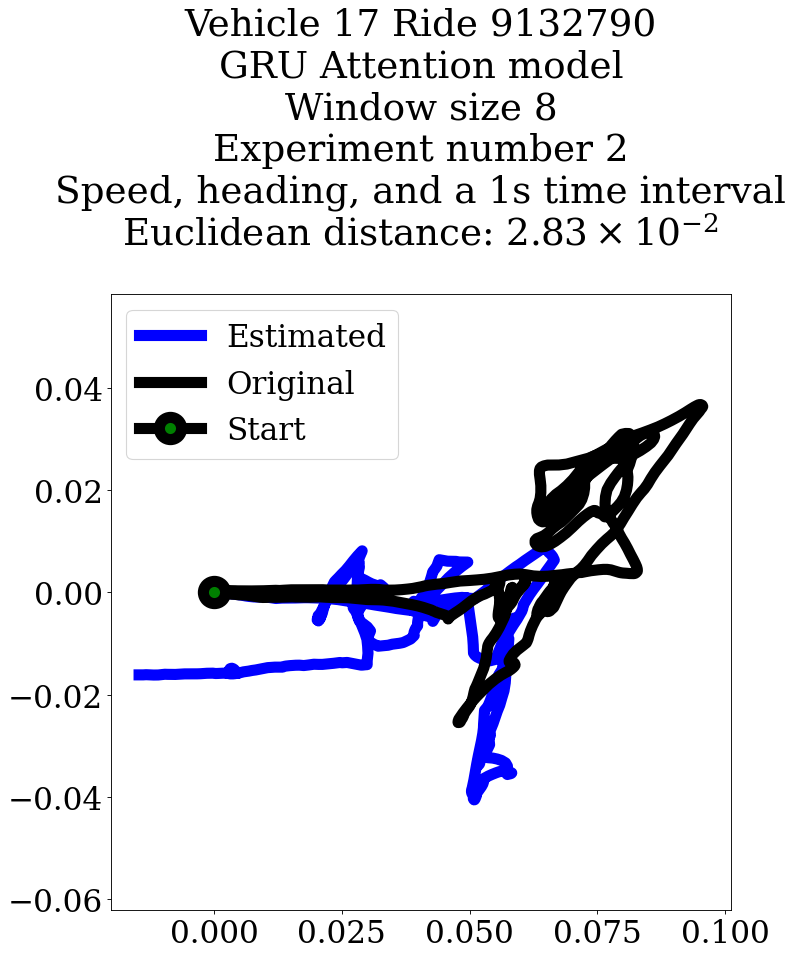 Vehicle 17 Ride 9132790
GRU Attention model
Window size 8
Experiment number 2
Speed, heading, and a 1s time interval
Euclidean distance: 2.83 × 10⁻²
Estimated
Original
Start
0.04
0.02
0.00
−0.02
−0.04
−0.06
0.000 0.025 0.050 0.075 0.100